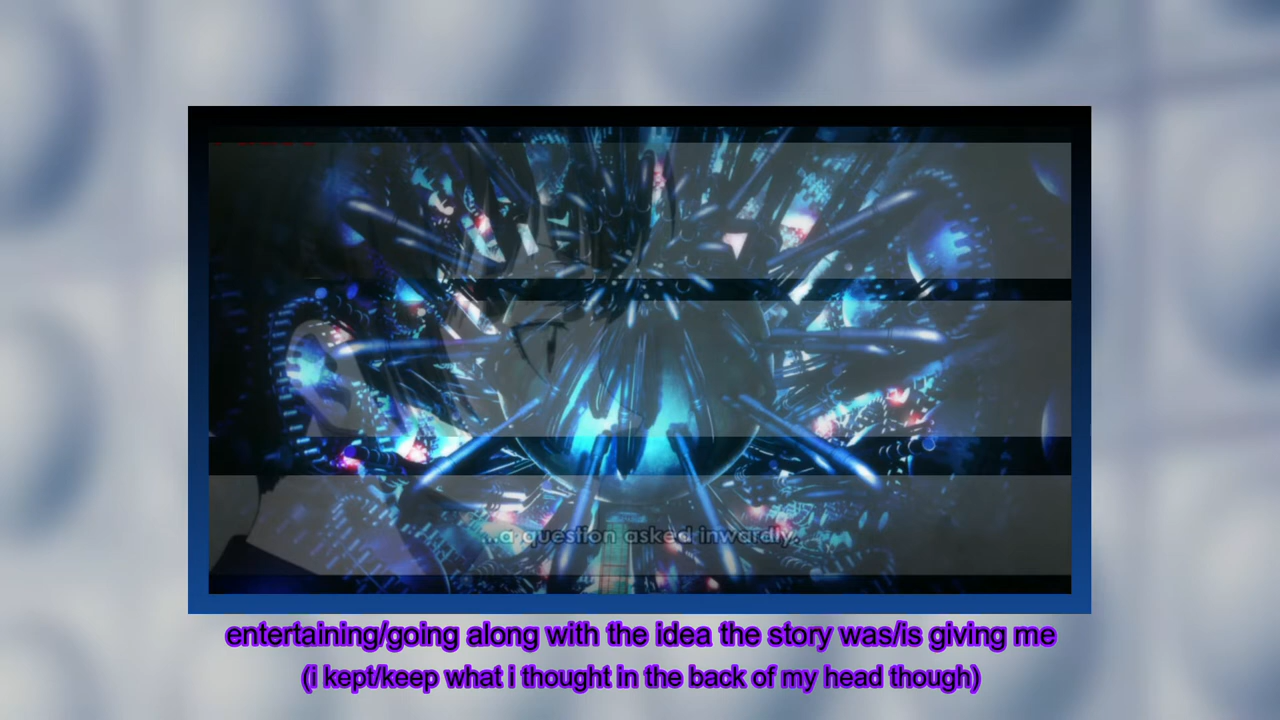 ...a question asked inwardly.
entertaining/going along with the idea the story was/is giving me
(i kept/keep what i thought in the back of my head though)